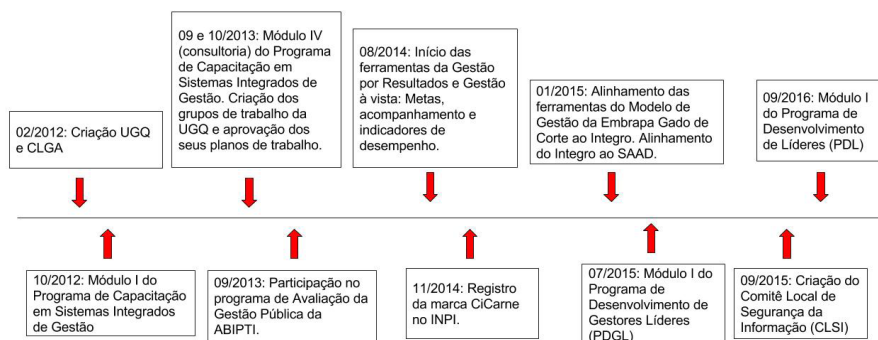 02/2012: Criação UGQ
e CLGA
09 e 10/2013: Módulo IV
(consultoria) do Programa
de Capacitação em
Sistemas Integrados de
Gestão. Criação dos
grupos de trabalho da
UGQ e aprovação dos
seus planos de trabalho.
08/2014: Início das
ferramentas da Gestão
por Resultados e Gestão
à vista: Metas,
acompanhamento e
indicadores de
desempenho.
01/2015: Alinhamento das
ferramentas do Modelo de
Gestão da Embrapa Gado de
Corte ao Integro. Alinhamento
do Integro ao SAAD.
09/2016: Módulo I
do Programa de
Desenvolvimento
de Líderes (PDL)
10/2012: Módulo I do
Programa de Capacitação
em Sistemas Integrados
de Gestão
09/2013: Participação no
programa de Avaliação da
Gestão Pública da
ABIPTI.
11/2014: Registro
da marca CiCarne
no INPI.
07/2015: Módulo I do
Programa de
Desenvolvimento de
Gestores Líderes
(PDGL)
09/2015: Criação do
Comitê Local de
Segurança da
Informação (CLSI)